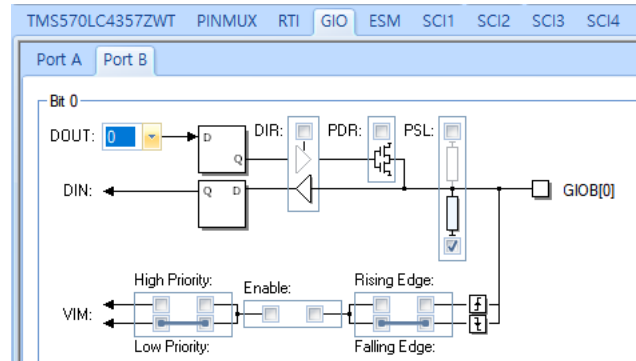 TMS570LC4357ZWT PINMUX RTI GIO ESM SCI1 SCI2 SCI3 SCI4
Port A Port B
Bit 0
DOUT: 0 D Q DIR: PDR: PSL:
DIN: Q D GIOB[0]
High Priority: Enable: Rising Edge:
VIM:
Low Priority: Falling Edge: